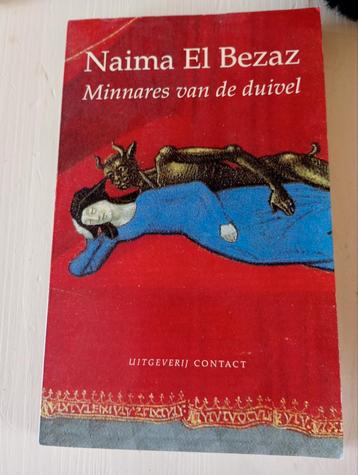 Naima El Bezaz
Minnares van de duivel
UITGEVERIJ CONTACT